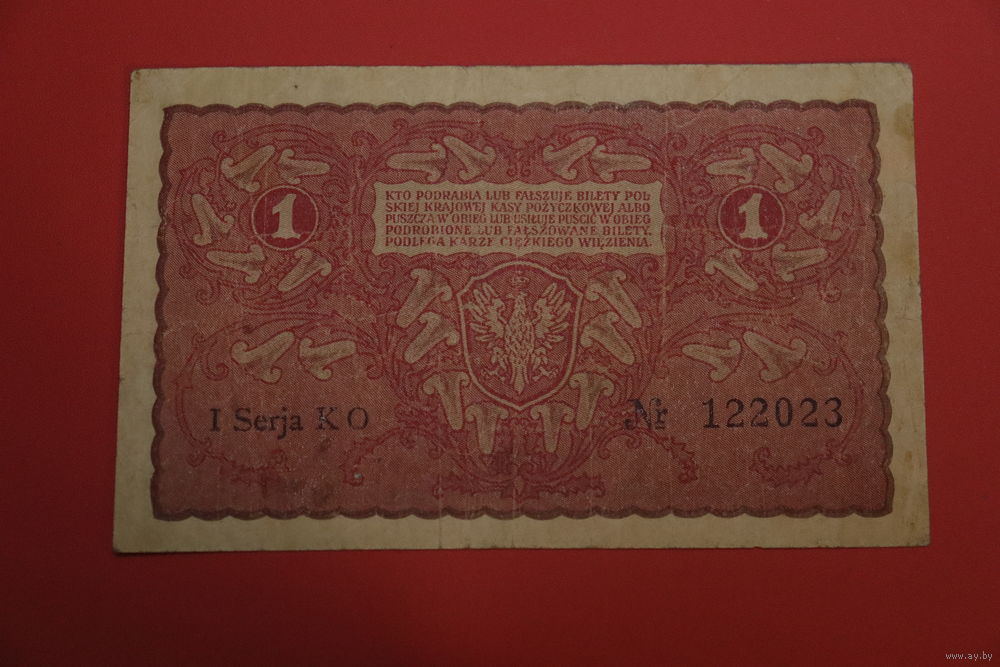 KTO PODRABIA LUB FAŁSZUJE BILETY POL
SKIEJ KRAJOWEJ KASY POŻYCZKOWEJ ALBO
PUSZCZA W OBIEG LUB USIŁUJE PUŚCIĆ W OBIEG
PODROBIONE LUB FAŁSZOWANE BILETY,
PODLEGA KARZE CIĘŻKIEGO WIĘZIENIA.
1 1
I Serja K O Nr 122023
www.ay.by